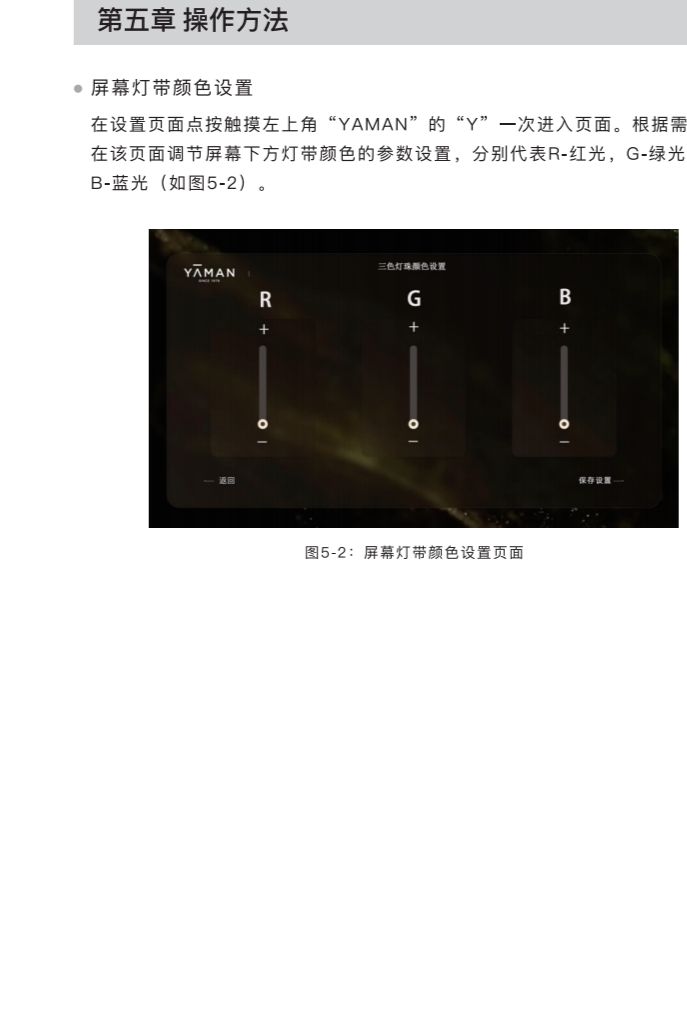 第五章 操作方法
屏幕灯带颜色设置
在设置页面点按触摸左上角“YAMAN”的“Y”一次进入页面。根据需
在该页面调节屏幕下方灯带颜色的参数设置，分别代表R-红光，G-绿光
B-蓝光（如图5-2）。
YAMAN
SINCE 1978
三色灯珠颜色设置
R G B
+ + +
— — —
返回 保存设置
图5-2：屏幕灯带颜色设置页面